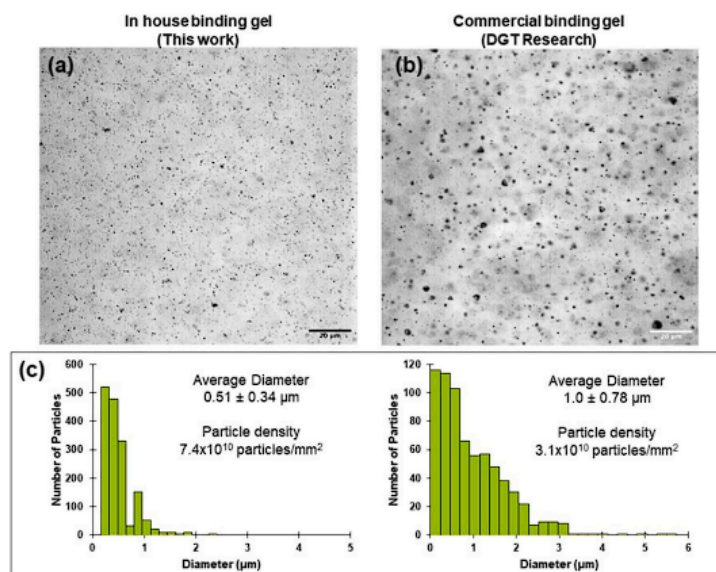 In house binding gel
(This work)
Commercial binding gel
(DGT Research)
(a)
(b)
20 µm
20 µm
(c)
Number of Particles
600
500
400
300
200
100
0
Average Diameter
0.51 ± 0.34 µm
Particle density
7.4x10¹⁰ particles/mm²
0 1 2 3 4 5
Diameter (µm)
Number of Particles
120
100
80
60
40
20
0
Average Diameter
1.0 ± 0.78 µm
Particle density
3.1x10¹⁰ particles/mm²
0 1 2 3 4 5 6
Diameter (µm)